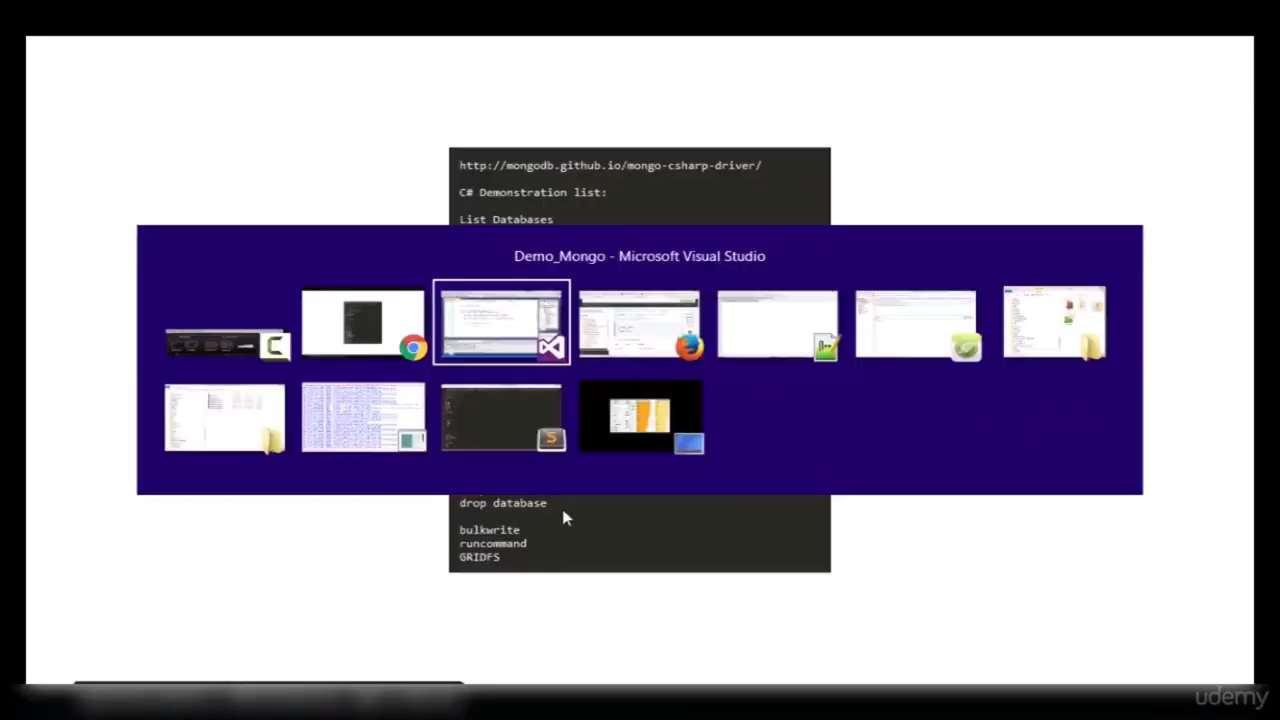 http://mongodb.github.io/mongo-csharp-driver/
C# Demonstration list:
List Databases
Demo_Mongo - Microsoft Visual Studio
drop database
bulkwrite
runcommand
GRIDFS
udemy